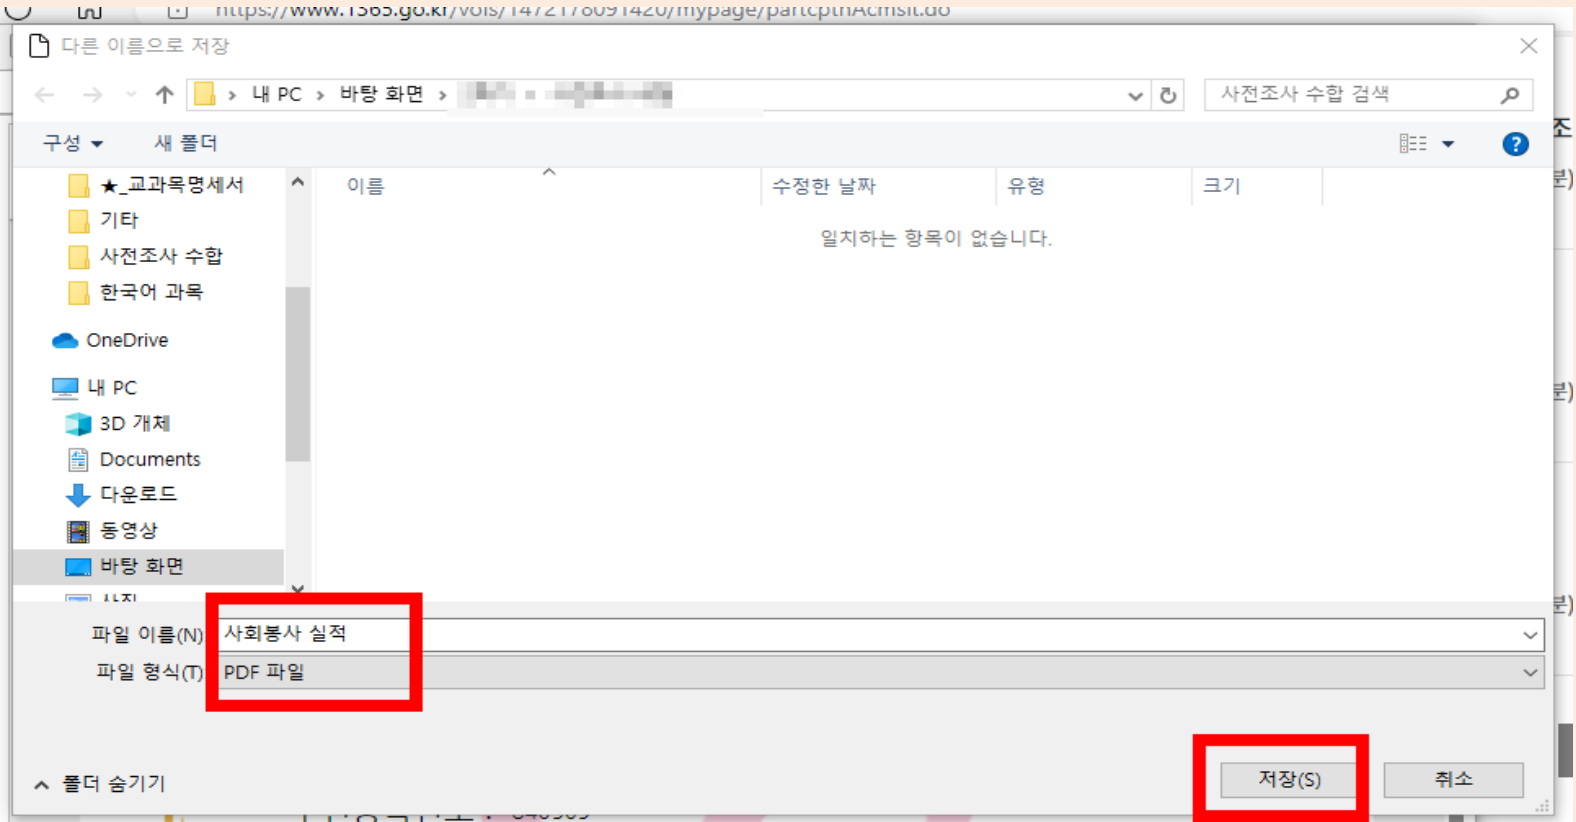 https://www.1365.go.kr/vols/1472178091420/mypage/partcptnAcmslt.do
다른 이름으로 저장
내 PC > 바탕 화면 >
사전조사 수합 검색
구성
새 폴더
조
★_교과목명세서
이름
수정한 날짜
유형
크기
분)
기타
일치하는 항목이 없습니다.
사전조사 수합
한국어 과목
OneDrive
내 PC
분)
3D 개체
Documents
다운로드
동영상
바탕 화면
사진
분)
파일 이름(N): 사회봉사 실적
파일 형식(T): PDF 파일
폴더 숨기기
저장(S)
취소